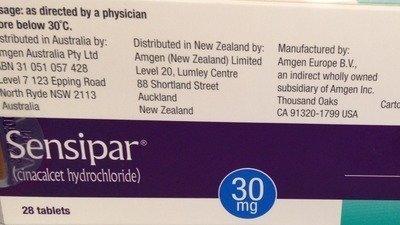 sage: as directed by a physician
ore below 30°C.
stributed in Australia by:
mgen Australia Pty Ltd
BN 31 051 057 428
Level 7 123 Epping Road
North Ryde NSW 2113
Australia
Distributed in New Zealand by:
Amgen (New Zealand) Limited
Level 20, Lumley Centre
88 Shortland Street
Auckland
New Zealand
Manufactured by:
Amgen Europe B.V.,
an indirect wholly owned
subsidiary of Amgen Inc.
Thousand Oaks
CA 91320-1799 USA
Carto
Sensipar®
(cinacalcet hydrochloride)
30
mg
28 tablets